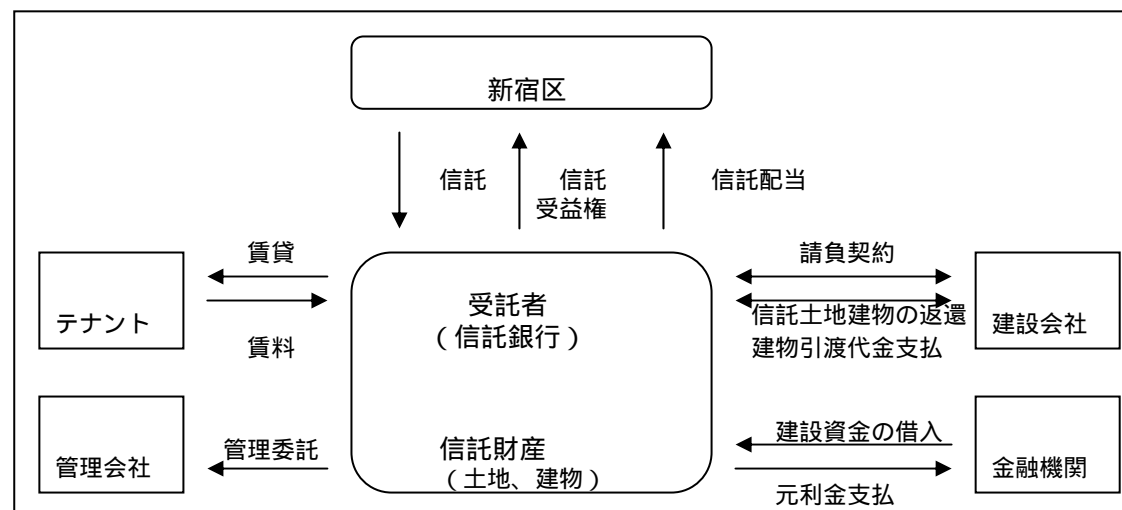 新宿区
信託
信託
受益権
信託配当
賃貸
テナント
賃料
受託者
(信託銀行)
請負契約
信託土地建物の返還
建物引渡代金支払
建設会社
管理委託
管理会社
信託財産
(土地、建物)
建設資金の借入
元利金支払
金融機関